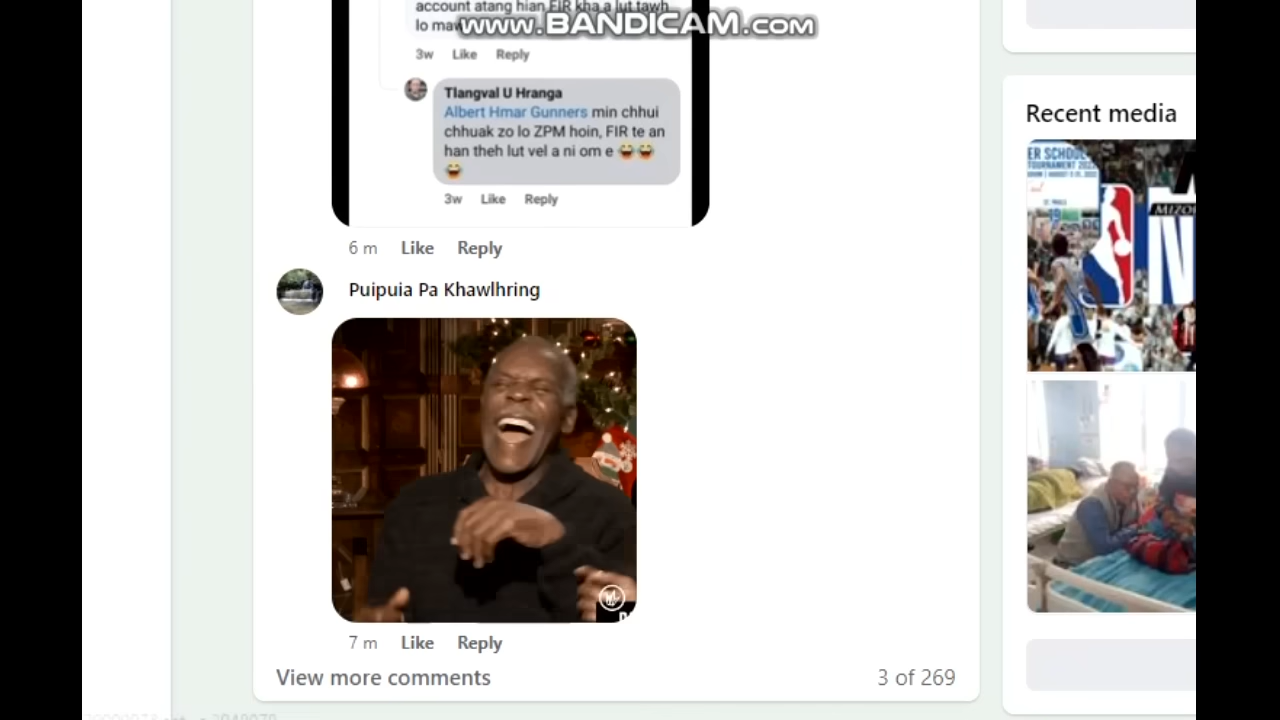 account atang hian FIR kha a lut tawh
www.BANDICAM.com
3w Like Reply
Tlangval U Hranga
Albert Hmar Gunners min chhui
chhuak zo lo ZPM hoin, FIR te an
han theh lut vel a ni om e 😂😂
😂
3w Like Reply
6 m Like Reply
Puipuia Pa Khawlhring
7 m Like Reply
View more comments 3 of 269
Recent media
ER SCHOOL
TOURNAMENT
MIZO
N